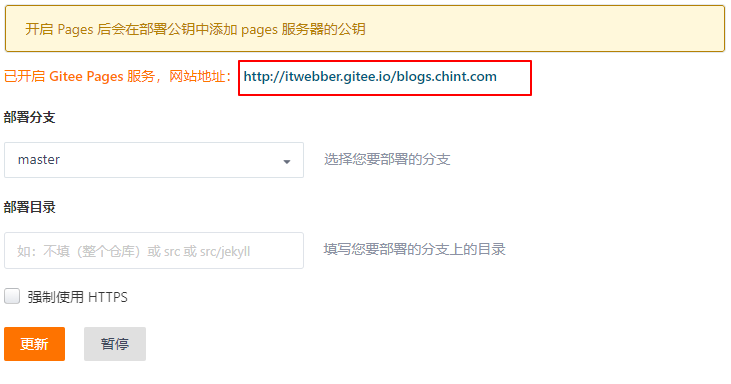 开启 Pages 后会在部署公钥中添加 pages 服务器的公钥
已开启 Gitee Pages 服务，网站地址： http://itwebber.gitee.io/blogs.chint.com
部署分支
master 选择您要部署的分支
部署目录
如：不填（整个仓库）或 src 或 src/jekyll 填写您要部署的分支上的目录
强制使用 HTTPS
更新 暂停